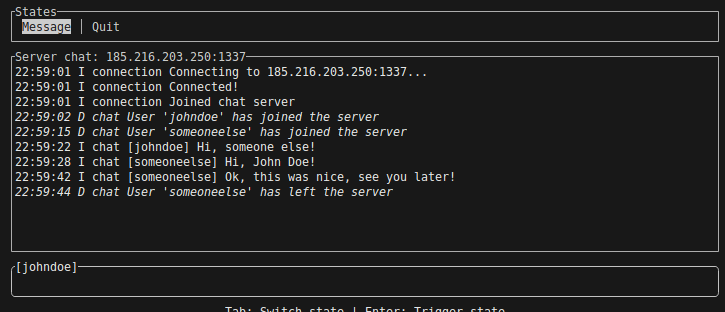 States
Message | Quit
Server chat: 185.216.203.250:1337
22:59:01 I connection Connecting to 185.216.203.250:1337...
22:59:01 I connection Connected!
22:59:01 I connection Joined chat server
22:59:02 D chat User 'johndoe' has joined the server
22:59:15 D chat User 'someoneelse' has joined the server
22:59:22 I chat [johndoe] Hi, someone else!
22:59:28 I chat [someoneelse] Hi, John Doe!
22:59:42 I chat [someoneelse] Ok, this was nice, see you later!
22:59:44 D chat User 'someoneelse' has left the server
[johndoe]
Tab: Switch state | Enter: Trigger state